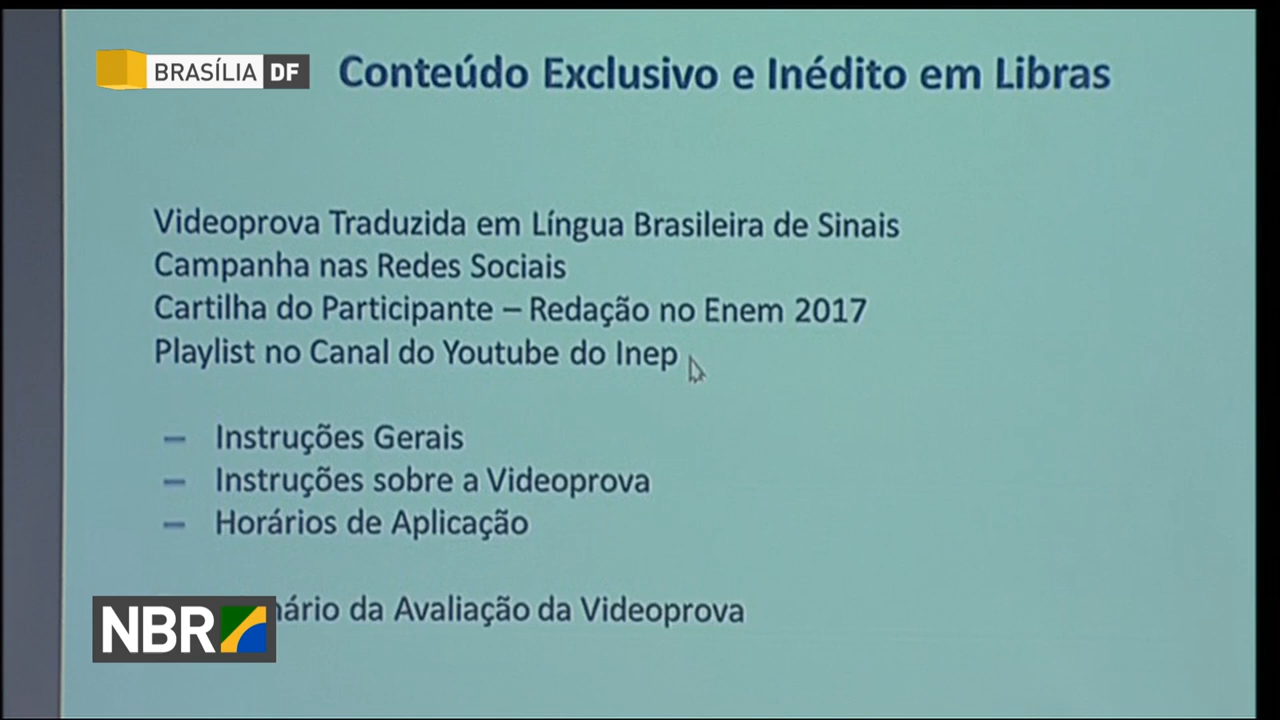 BRASÍLIA DF
Conteúdo Exclusivo e Inédito em Libras
Videoprova Traduzida em Língua Brasileira de Sinais
Campanha nas Redes Sociais
Cartilha do Participante – Redação no Enem 2017
Playlist no Canal do Youtube do Inep
– Instruções Gerais
– Instruções sobre a Videoprova
– Horários de Aplicação
da Avaliação da Videoprova
NBR